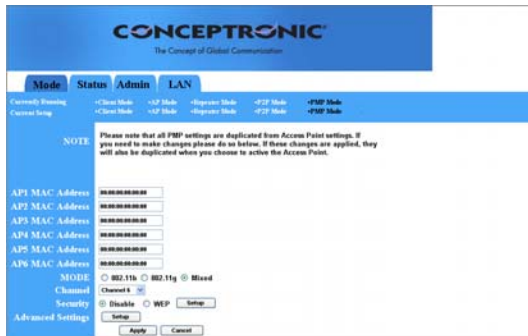 CONCEPTRONIC
The Concept of Global Communication
Mode Status Admin LAN
Currently Running •Client Mode •AP Mode •Repeater Mode •P2P Mode •PMP Mode
Current Setup •Client Mode •AP Mode •Repeater Mode •P2P Mode •PMP Mode
NOTE Please note that all PMP settings are duplicated from Access Point settings. If
you need to make changes please do so below. If these changes are applied, they
will also be duplicated when you choose to active the Access Point.
AP1 MAC Address 00:00:00:00:00:00
AP2 MAC Address 00:00:00:00:00:00
AP3 MAC Address 00:00:00:00:00:00
AP4 MAC Address 00:00:00:00:00:00
AP5 MAC Address 00:00:00:00:00:00
AP6 MAC Address 00:00:00:00:00:00
MODE 802.11b 802.11g Mixed
Channel Channel 6
Security Disable WEP Setup
Advanced Settings Setup
Apply Cancel